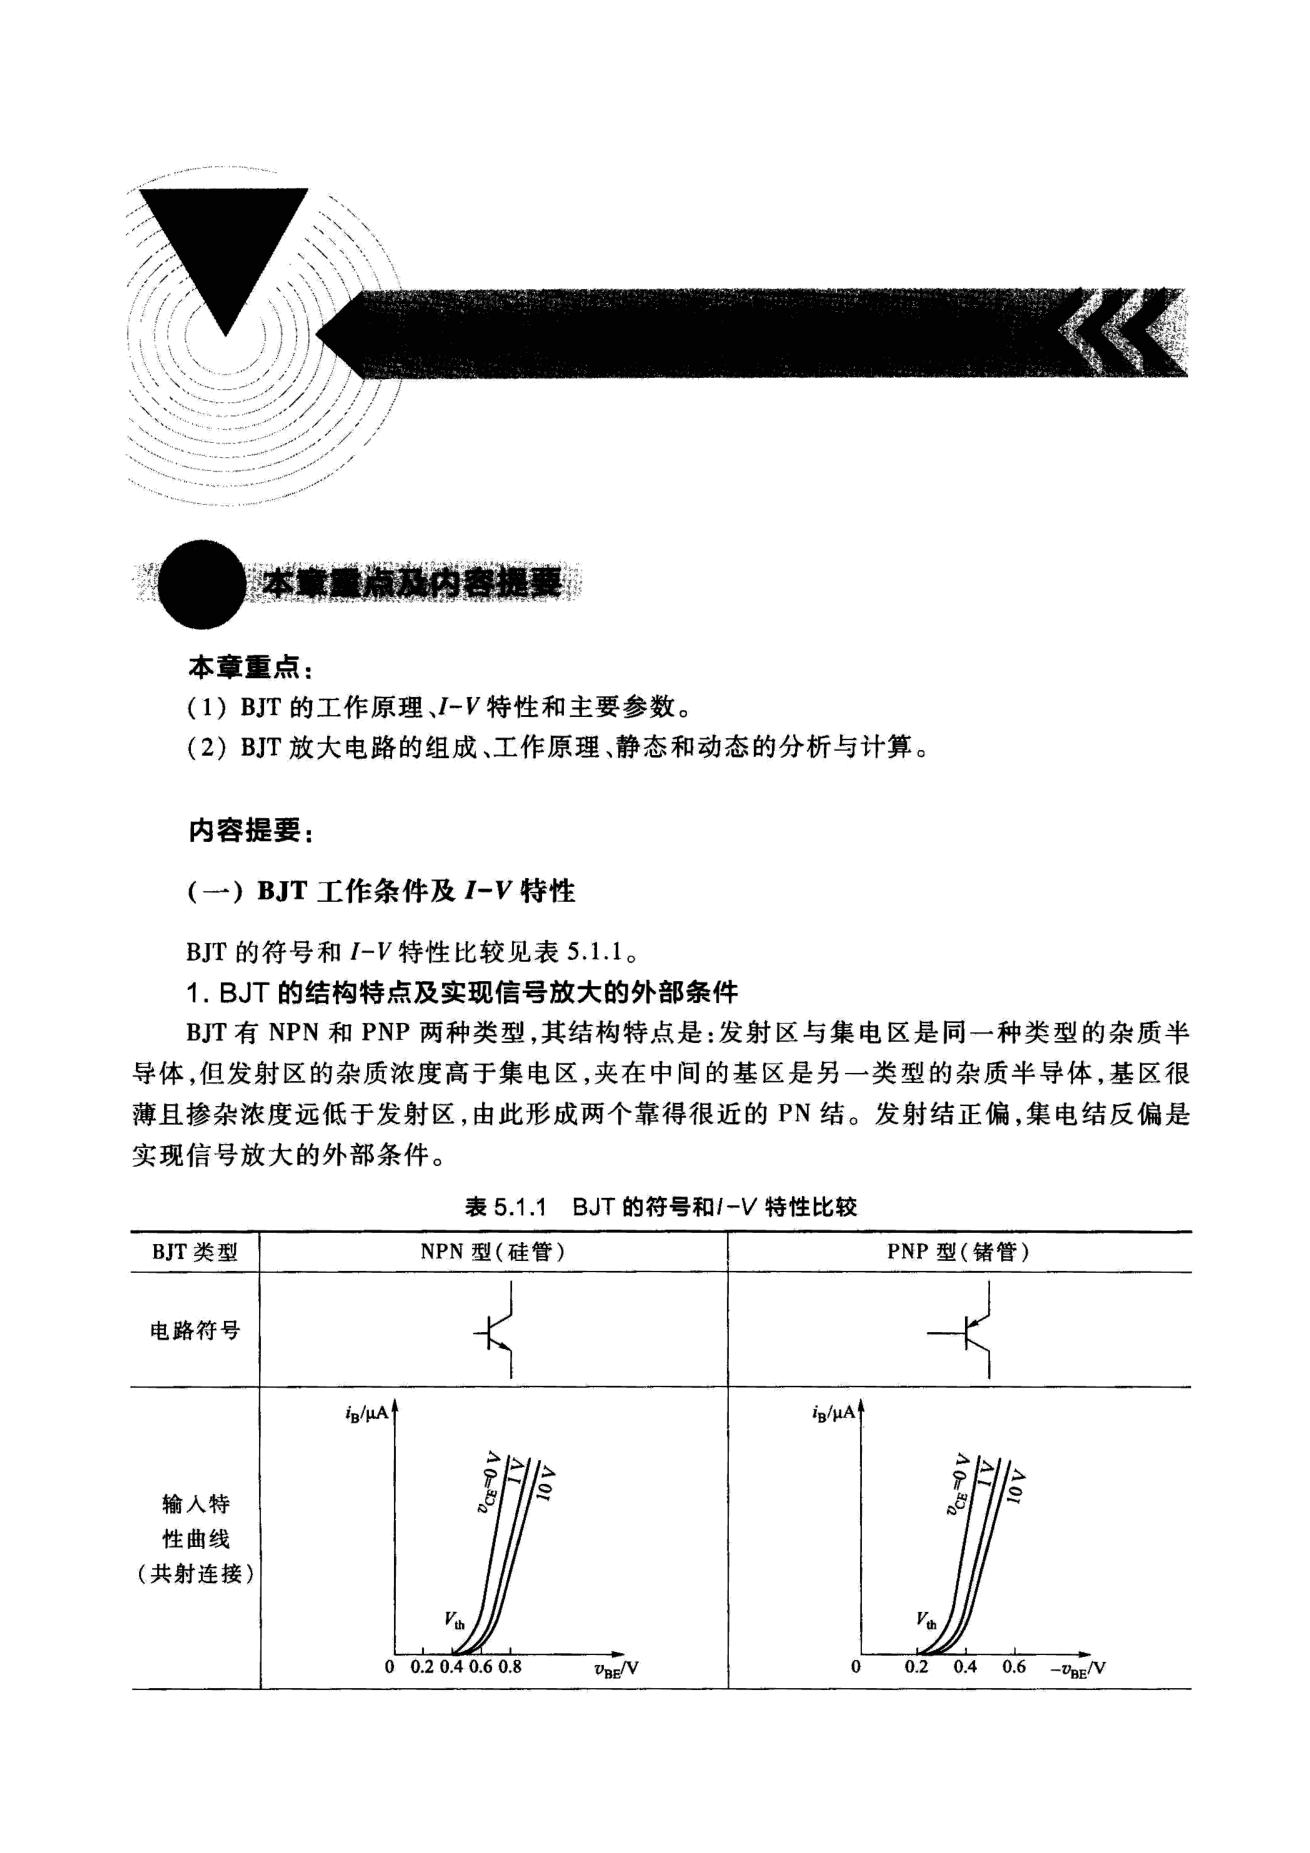 本章重点及内容提要
本章重点：
(1) BJT 的工作原理、I-V 特性和主要参数。
(2) BJT 放大电路的组成、工作原理、静态和动态的分析与计算。
内容提要：
(一) BJT 工作条件及 I-V 特性
BJT 的符号和 I-V 特性比较见表 5.1.1。
1. BJT 的结构特点及实现信号放大的外部条件
BJT 有 NPN 和 PNP 两种类型,其结构特点是:发射区与集电区是同一种类型的杂质半
导体,但发射区的杂质浓度高于集电区,夹在中间的基区是另一类型的杂质半导体,基区很
薄且掺杂浓度远低于发射区,由此形成两个靠得很近的 PN 结。发射结正偏,集电结反偏是
实现信号放大的外部条件。
表 5.1.1 BJT 的符号和 I-V 特性比较
BJT 类型 NPN 型(硅管) PNP 型(锗管)
电路符号
输入特
性曲线
(共射连接)
iB/μA
vCE=0 V
1 V
10 V
Vth
0 0.2 0.4 0.6 0.8 vBE/V
iB/μA
vCE=0 V
1 V
10 V
Vth
0 0.2 0.4 0.6 -vBE/V